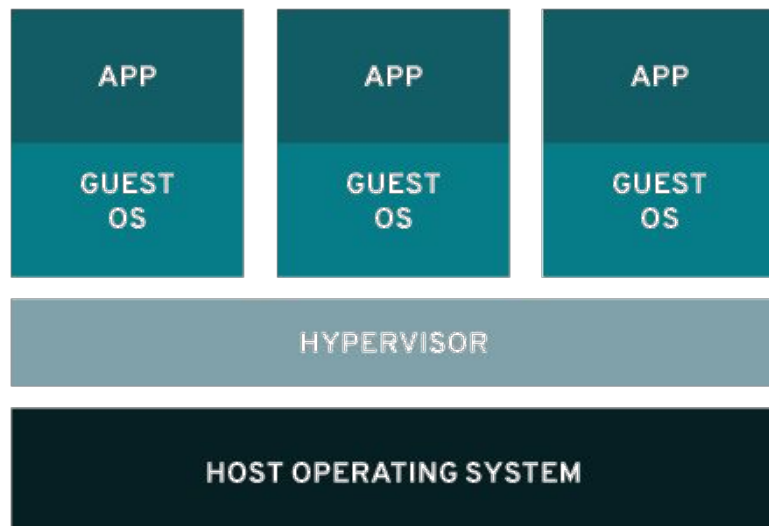 APP
APP
APP
GUEST
OS
GUEST
OS
GUEST
OS
HYPERVISOR
HOST OPERATING SYSTEM